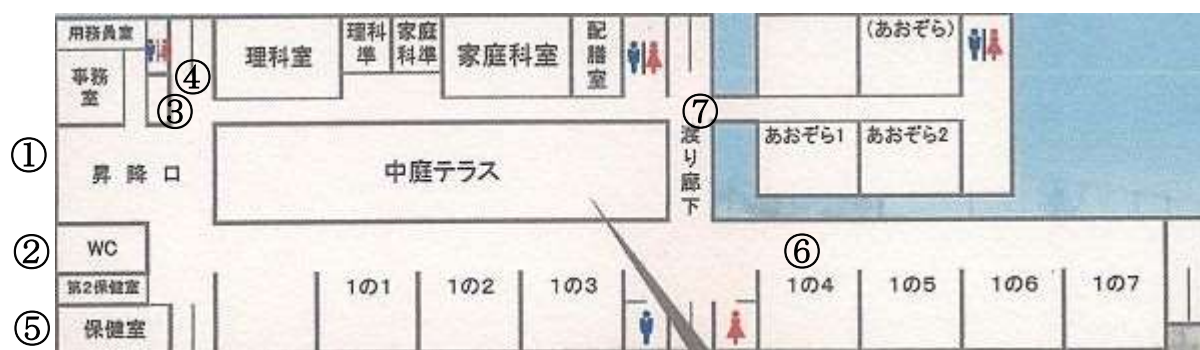 用務員室
理科室
理科準
家庭科準
家庭科室
配膳室
(あおぞら)
事務室
④
③
⑦
渡り廊下
あおぞら1
あおぞら2
①
昇降口
中庭テラス
②
WC
第2保健室
⑥
1の1
1の2
1の3
1の4
1の5
1の6
1の7
⑤
保健室